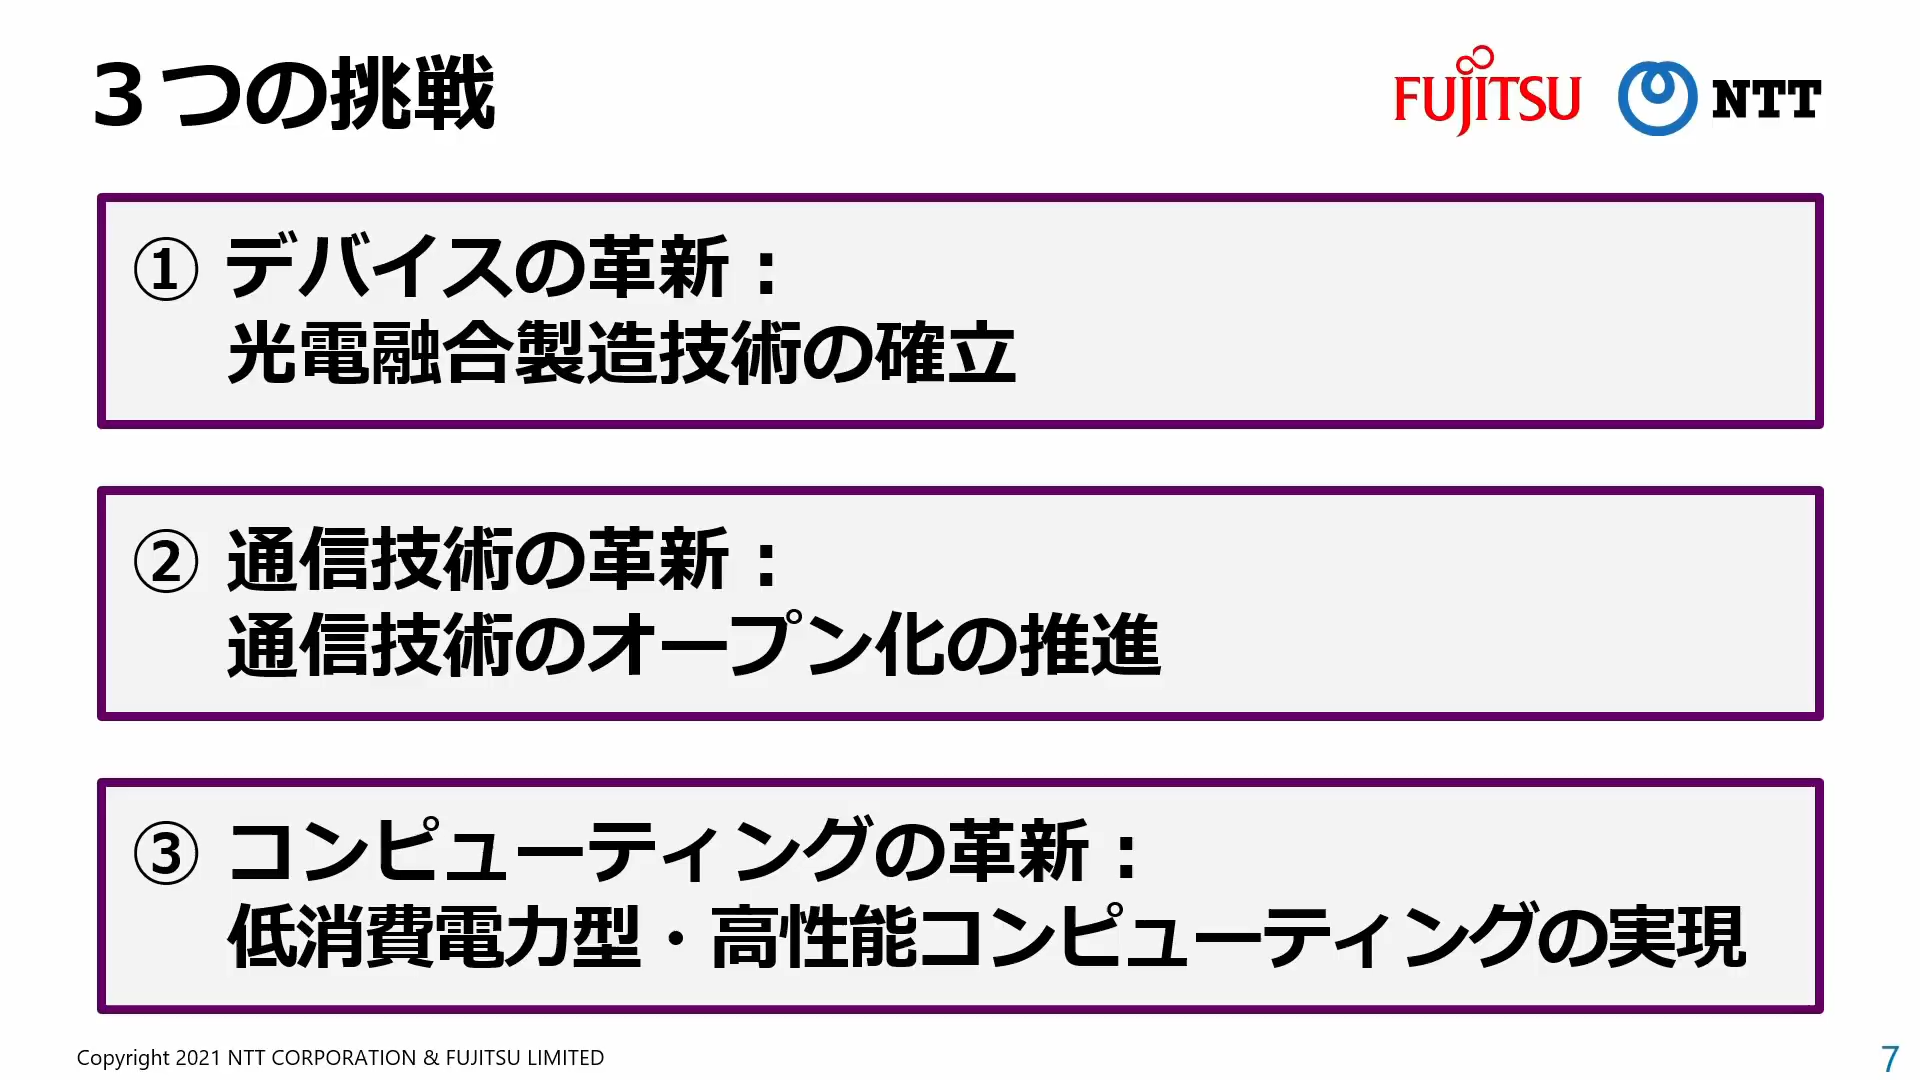 ３つの挑戦
FUJITSU
NTT
① デバイスの革新：
光電融合製造技術の確立
② 通信技術の革新：
通信技術のオープン化の推進
③ コンピューティングの革新：
低消費電力型・高性能コンピューティングの実現
Copyright 2021 NTT CORPORATION & FUJITSU LIMITED
7